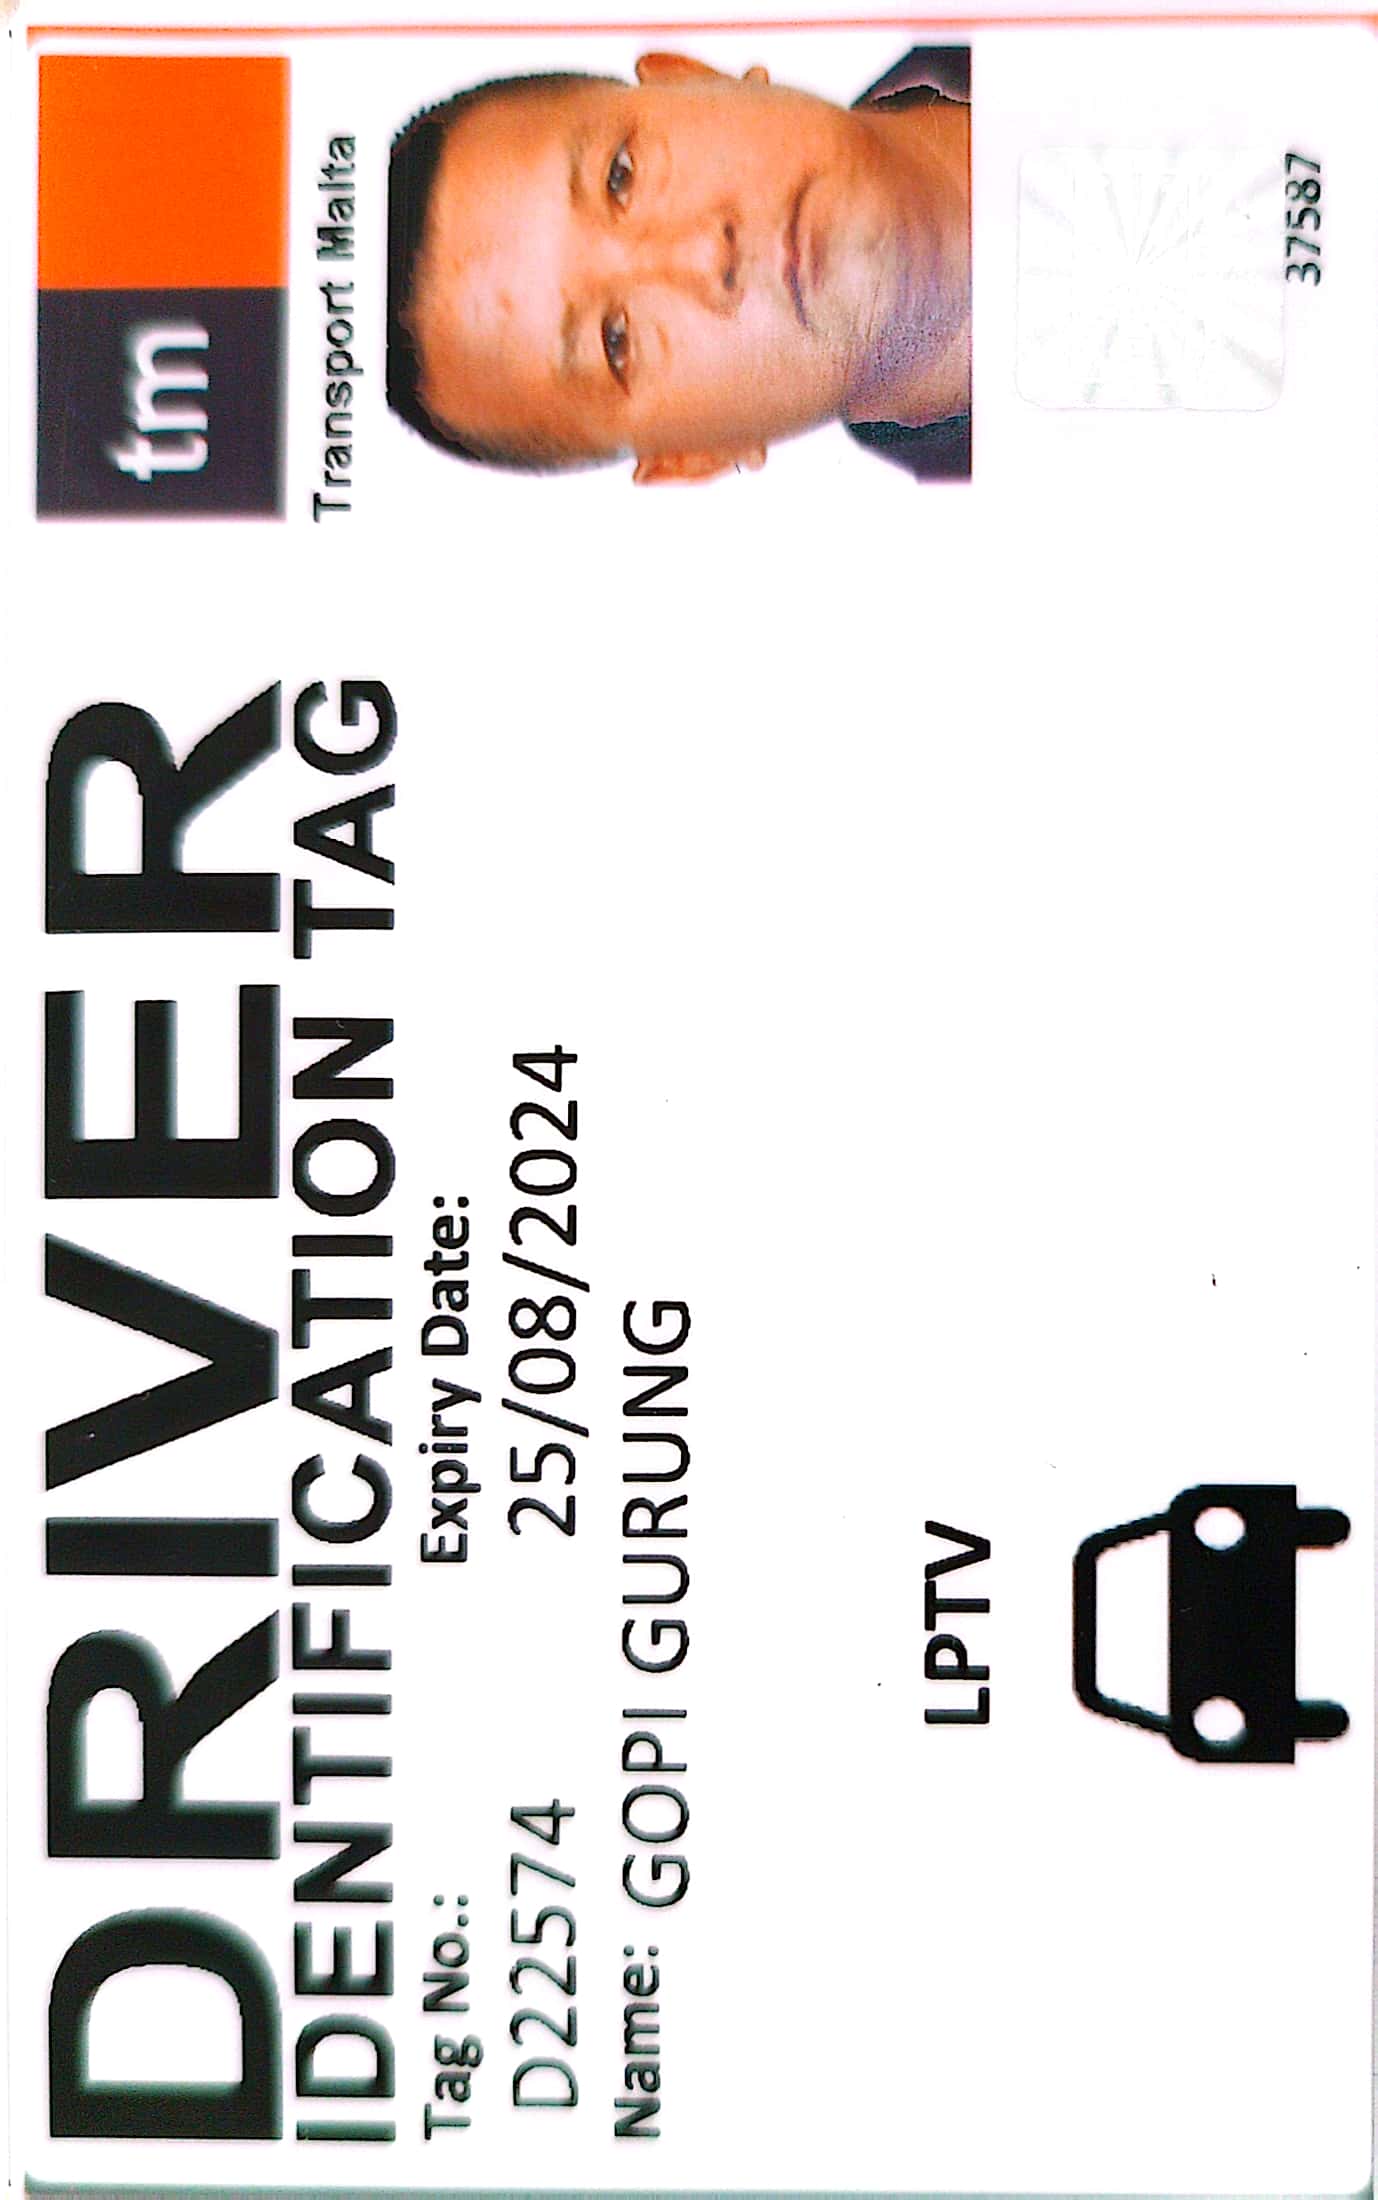 DRIVER
IDENTIFICATION TAG
tm
Transport Malta
Tag No.: Expiry Date:
D22574 25/08/2024
Name: GOPI GURUNG
LPTV
37587